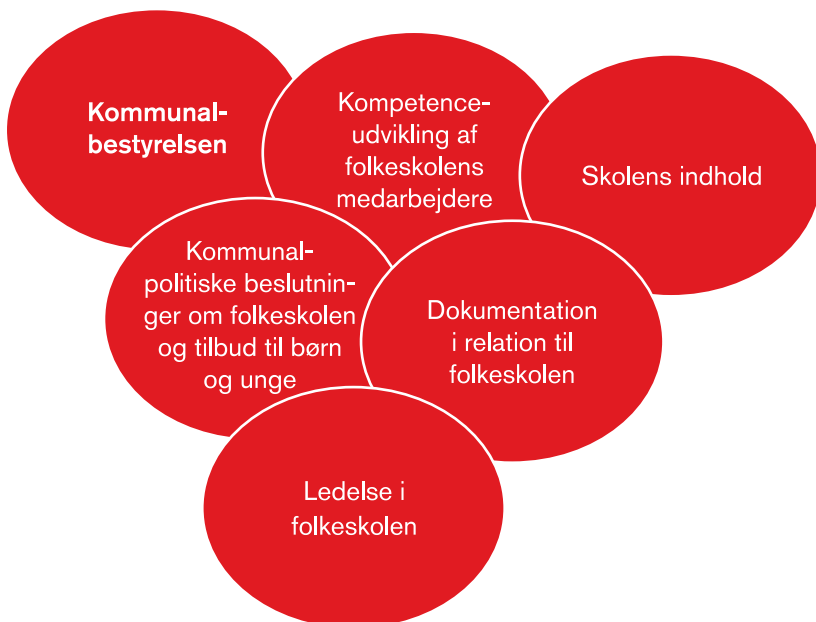 Kommunal-
bestyrelsen
Kompetence-
udvikling af
folkeskolens
medarbejdere
Skolens indhold
Kommunal-
politiske beslutnin-
ger om folkeskolen
og tilbud til børn
og unge
Dokumentation
i relation til
folkeskolen
Ledelse i
folkeskolen